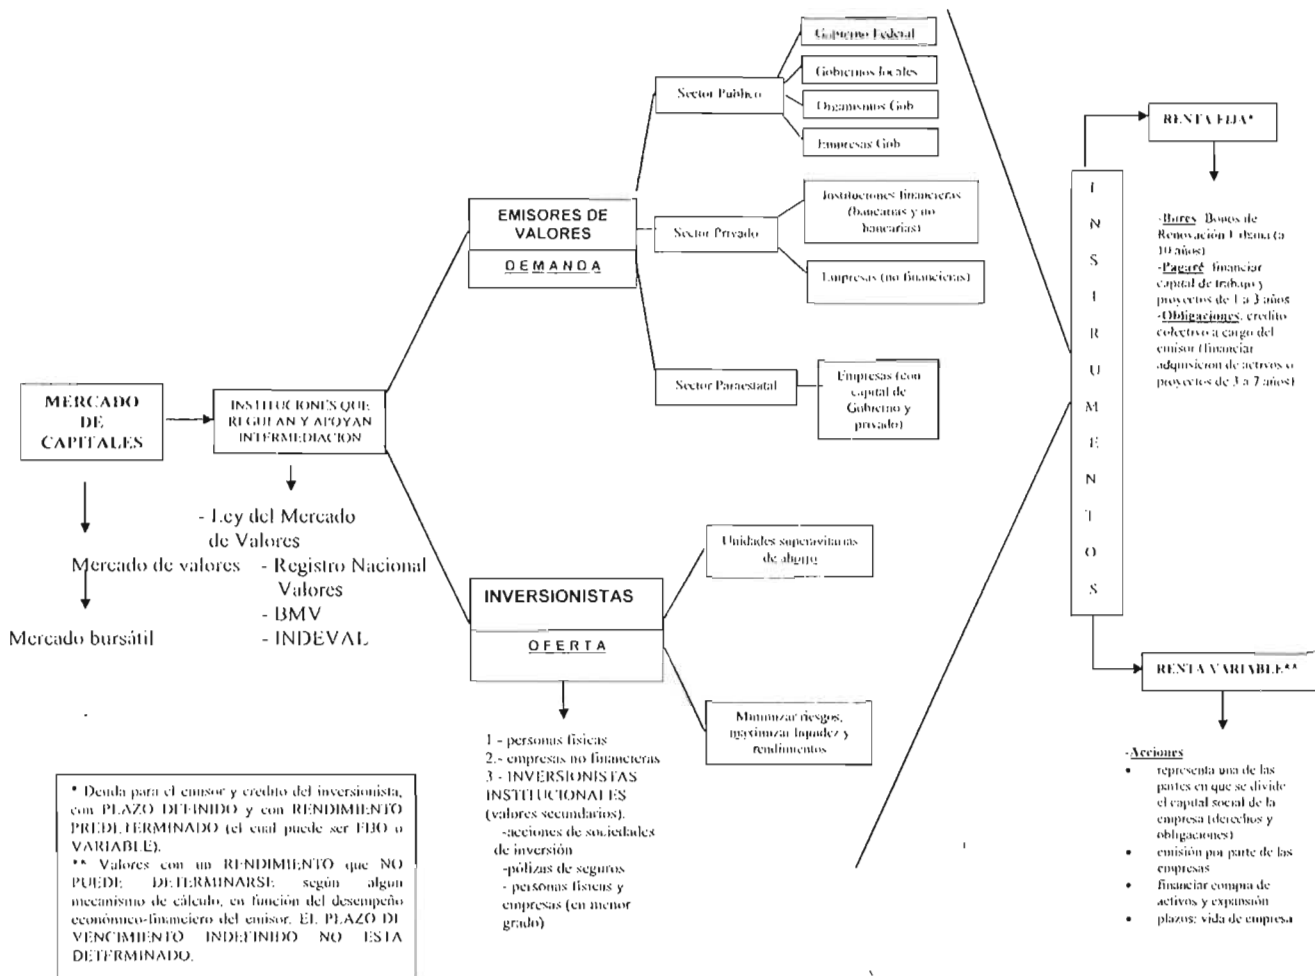 MERCADO
DE
CAPITALES
Mercado de valores
Mercado bursátil
INSTITUCIONES QUE
REGULAN Y APOYAN
INTERMEDIACION
- Ley del Mercado
de Valores
- Registro Nacional
Valores
- BMV
- INDEVAL
EMISORES DE
VALORES
DEMANDA
Sector Público
Gobierno Federal
Gobiernos locales
Organismos Gob
Empresas Gob
Sector Privado
Instituciones financieras
(bancarias y no
bancarias)
Empresas (no financieras)
Sector Paraestatal
Empresas (con
capital de
Gobierno y
privado)
INVERSIONISTAS
OFERTA
Unidades superavitarias
de ahorro
Minimizar riesgos,
maximizar liquidez y
rendimientos
1 - personas físicas
2.- empresas no financieras
3 - INVERSIONISTAS
INSTITUCIONALES
(valores secundarios).
-acciones de sociedades
de inversión
-pólizas de seguros
- personas físicas y
empresas (en menor
grado)
INSTRUMENTOS
RENTA FIJA*
-Bores Bonos de
Renovación Urbana (a
10 años)
-Pagaré financiar
capital de trabajo y
proyectos de 1 a 3 años
-Obligaciones. credito
colectivo a cargo del
emisor (financiar
adquisicion de activos o
proyectos de 3 a 7 años)
RENTA VARIABLE**
-Acciones
• representa una de las
partes en que se divide
el capital social de la
empresa (derechos y
obligaciones)
• emisión por parte de las
empresas
• financiar compra de
activos y expansión
• plazos: vida de empresa
* Deuda para el emisor y credito del inversionista,
con PLAZO DEFINIDO y con RENDIMIENTO
PREDETERMINADO (el cual puede ser FIJO o
VARIABLE).
** Valores con un RENDIMIENTO que NO
PUEDE DETERMINARSE según algun
mecanismo de cálculo, en función del desempeño
económico-financiero del emisor. EL PLAZO DE
VENCIMIENTO INDEFINIDO NO ESTA
DETERMINADO.